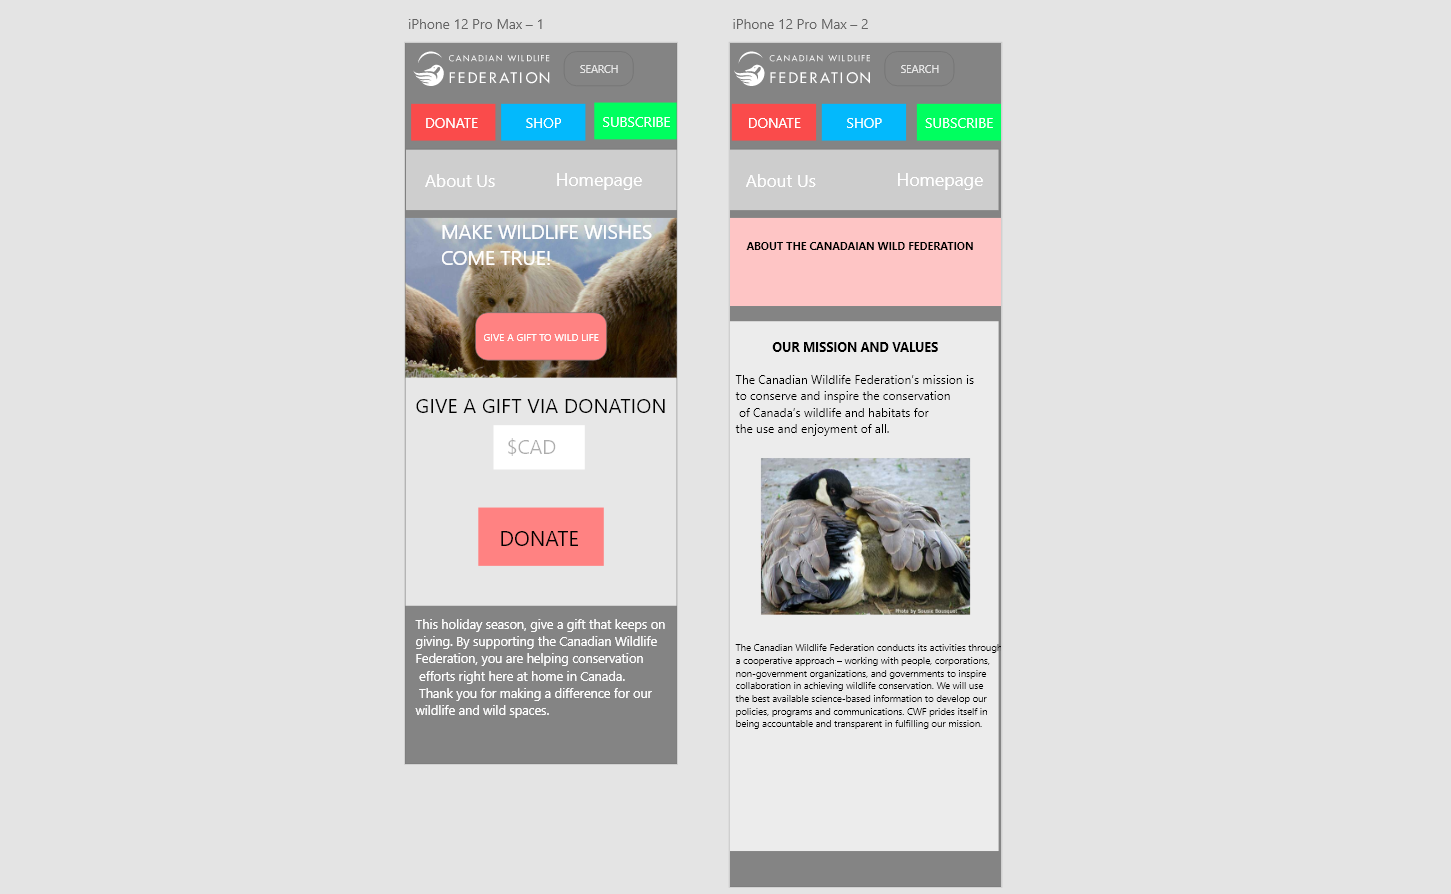 iPhone 12 Pro Max – 1
CANADIAN WILDLIFE
FEDERATION
SEARCH
DONATE
SHOP
SUBSCRIBE
About Us
Homepage
MAKE WILDLIFE WISHES
COME TRUE!
GIVE A GIFT TO WILD LIFE
GIVE A GIFT VIA DONATION
$CAD
DONATE
This holiday season, give a gift that keeps on
giving. By supporting the Canadian Wildlife
Federation, you are helping conservation
efforts right here at home in Canada.
Thank you for making a difference for our
wildlife and wild spaces.
iPhone 12 Pro Max – 2
CANADIAN WILDLIFE
FEDERATION
SEARCH
DONATE
SHOP
SUBSCRIBE
About Us
Homepage
ABOUT THE CANADAIAN WILD FEDERATION
OUR MISSION AND VALUES
The Canadian Wildlife Federation's mission is
to conserve and inspire the conservation
of Canada's wildlife and habitats for
the use and enjoyment of all.
Photo by Sousie Bousquet
The Canadian Wildlife Federation conducts its activities through
a cooperative approach – working with people, corporations,
non-government organizations, and governments to inspire
collaboration in achieving wildlife conservation. We will use
the best available science-based information to develop our
policies, programs and communications. CWF prides itself in
being accountable and transparent in fulfilling our mission.